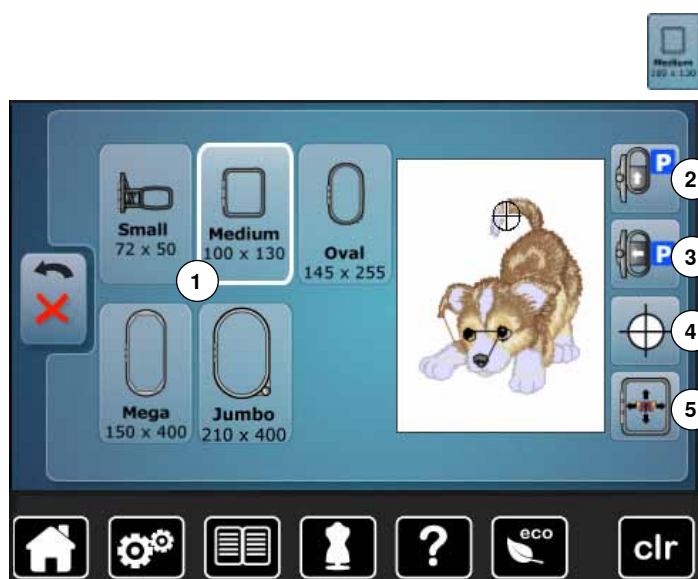 Medium
100 x 130
Small
72 x 50
Medium
100 x 130
Oval
145 x 255
Mega
150 x 400
Jumbo
210 x 400
1
P
2
P
3
4
5
?
eco
clr